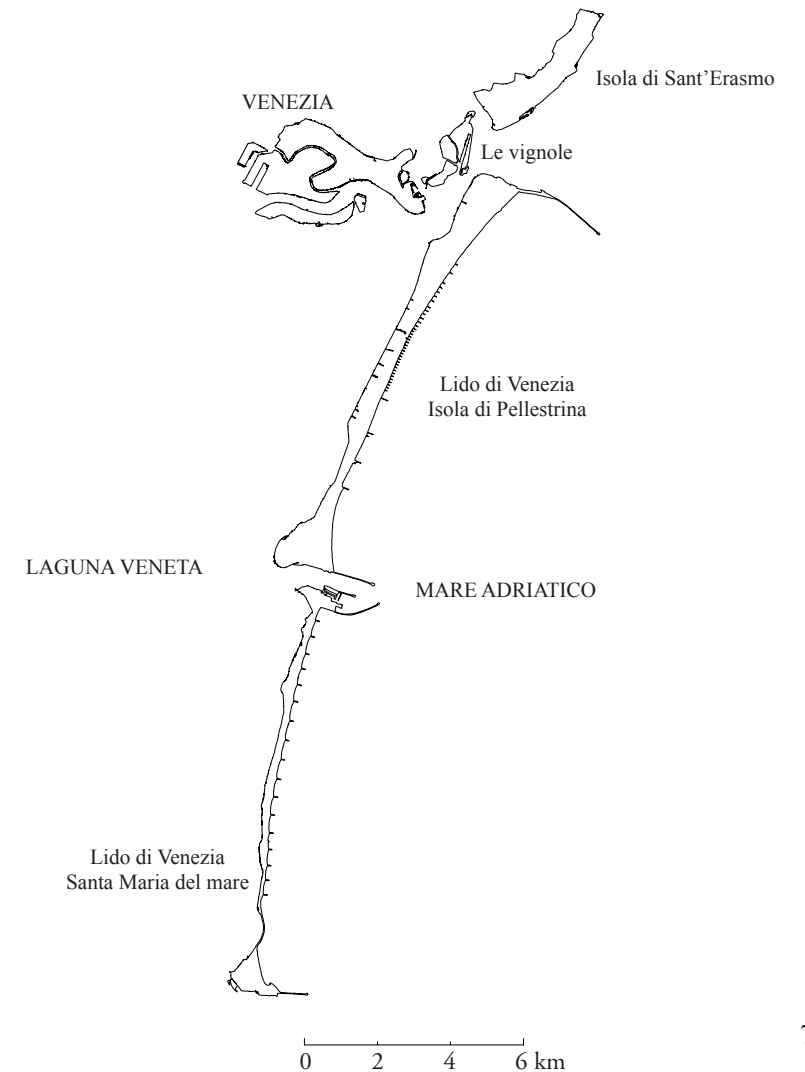 Isola di Sant’Erasmo
VENEZIA
Le vignole
Lido di Venezia
Isola di Pellestrina
LAGUNA VENETA
MARE ADRIATICO
Lido di Venezia
Santa Maria del mare
0 2 4 6 km